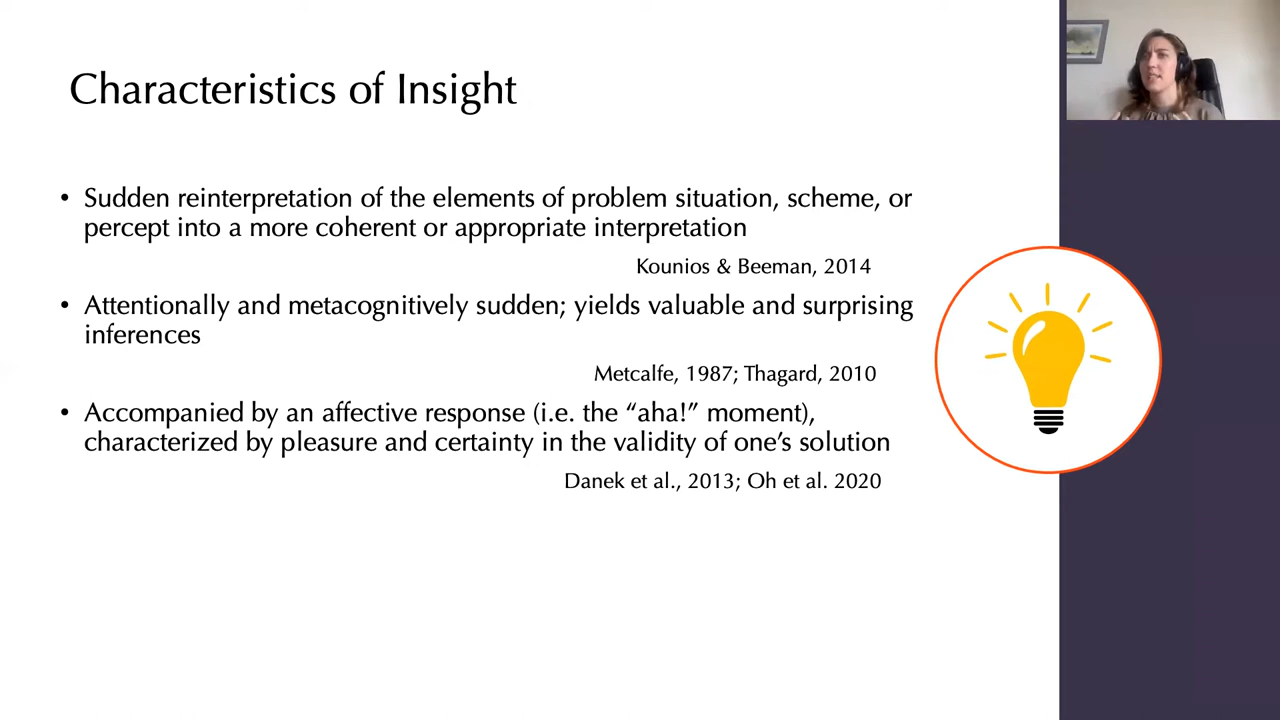 Characteristics of Insight
• Sudden reinterpretation of the elements of problem situation, scheme, or
percept into a more coherent or appropriate interpretation
Kounios & Beeman, 2014
• Attentionally and metacognitively sudden; yields valuable and surprising
inferences
Metcalfe, 1987; Thagard, 2010
• Accompanied by an affective response (i.e. the “aha!” moment),
characterized by pleasure and certainty in the validity of one’s solution
Danek et al., 2013; Oh et al. 2020